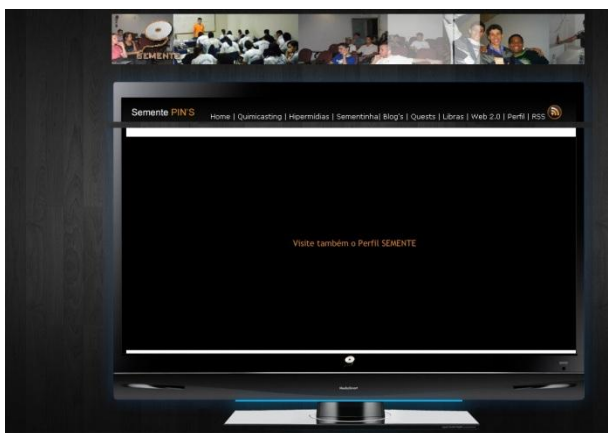 SEMENTE
Semente PIN'S
Home | Quimicasting | Hipermídias | Sementinha| Blog's | Quests | Libras | Web 2.0 | Perfil | RSS
Visite também o Perfil SEMENTE